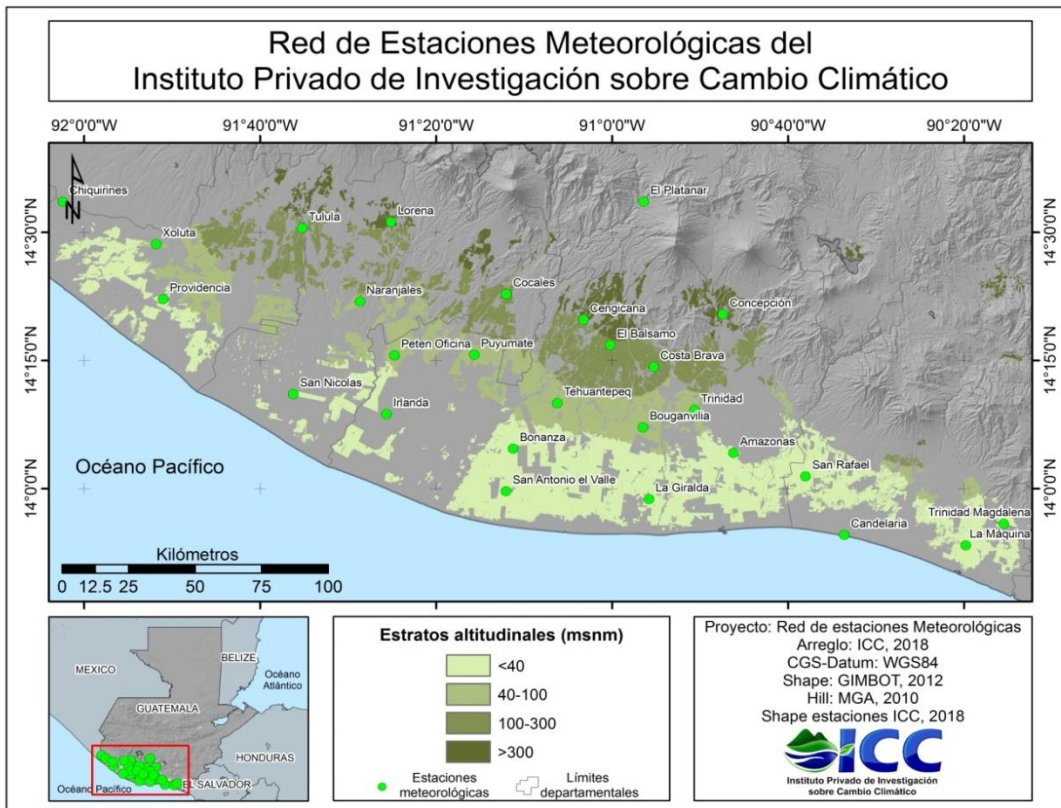 Red de Estaciones Meteorológicas del
Instituto Privado de Investigación sobre Cambio Climático
92°0'0"W
91°40'0"W
91°20'0"W
91°0'0"W
90°40'0"W
90°20'0"W
14°30'0"N
14°15'0"N
14°0'0"N
14°30'0"N
14°15'0"N
14°0'0"N
N
Chiquirines
El Platanar
Lorena
Tululá
Xoluta
Providencia
Naranjales
Cocales
Cengicana
Concepción
El Bálsamo
Peten Oficina
Puyumate
Costa Brava
San Nicolas
Irlanda
Tehuantepeq
Trinidad
Bouganvilia
Bonanza
Amazonas
San Rafael
San Antonio el Valle
La Giralda
Trinidad Magdalena
Candelaria
La Máquina
Océano Pacífico
Kilómetros
0 12.5 25 50 75 100
MEXICO
BELIZE
Océano
Atlántico
GUATEMALA
HONDURAS
EL SALVADOR
Océano Pacífico
Estratos altitudinales (msnm)
<40
40-100
100-300
>300
Estaciones
meteorológicas
Límites
departamentales
Proyecto: Red de estaciones Meteorológicas
Arreglo: ICC, 2018
CGS-Datum: WGS84
Shape: GIMBOT, 2012
Hill: MGA, 2010
Shape estaciones ICC, 2018
ICC
Instituto Privado de Investigación
sobre Cambio Climático